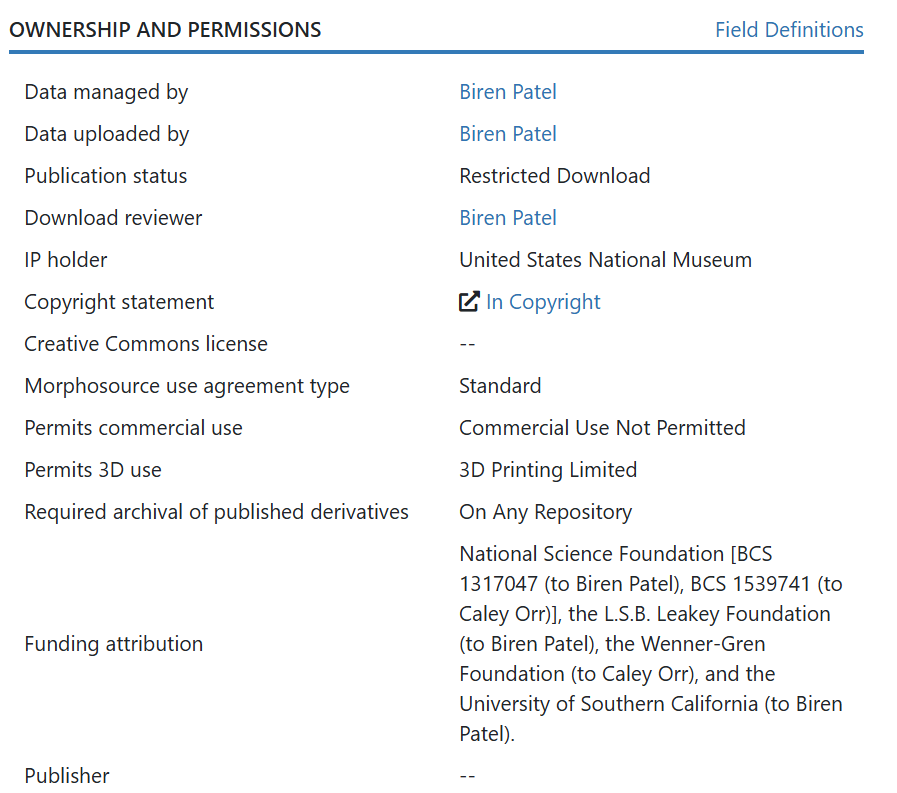 OWNERSHIP AND PERMISSIONS Field Definitions
Data managed by Biren Patel
Data uploaded by Biren Patel
Publication status Restricted Download
Download reviewer Biren Patel
IP holder United States National Museum
Copyright statement In Copyright
Creative Commons license --
Morphosource use agreement type Standard
Permits commercial use Commercial Use Not Permitted
Permits 3D use 3D Printing Limited
Required archival of published derivatives On Any Repository
Funding attribution
National Science Foundation [BCS
1317047 (to Biren Patel), BCS 1539741 (to
Caley Orr)], the L.S.B. Leakey Foundation
(to Biren Patel), the Wenner-Gren
Foundation (to Caley Orr), and the
University of Southern California (to Biren
Patel).
Publisher --